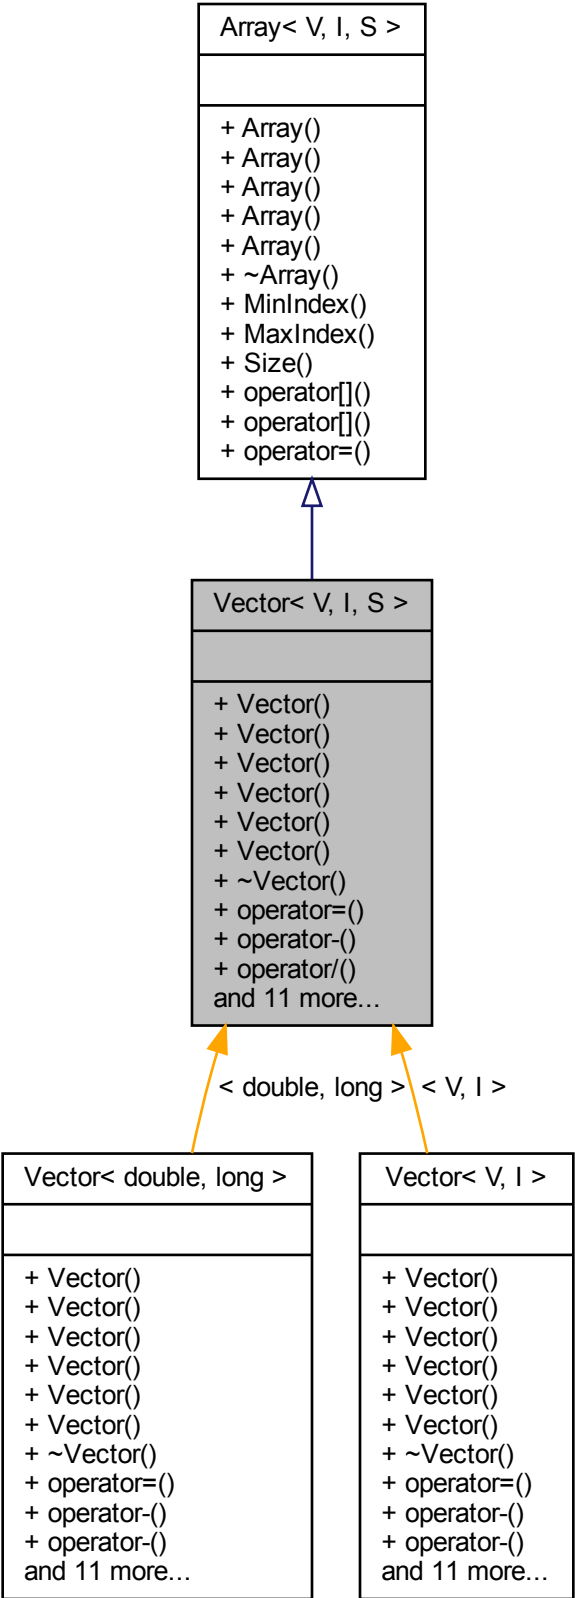 Array< V, I, S >
+ Array()
+ Array()
+ Array()
+ Array()
+ Array()
+ ~Array()
+ MinIndex()
+ MaxIndex()
+ Size()
+ operator[]()
+ operator[]()
+ operator=()
Vector< V, I, S >
+ Vector()
+ Vector()
+ Vector()
+ Vector()
+ Vector()
+ Vector()
+ ~Vector()
+ operator=()
+ operator-()
+ operator/()
and 11 more...
< double, long >
< V, I >
Vector< double, long >
+ Vector()
+ Vector()
+ Vector()
+ Vector()
+ Vector()
+ Vector()
+ ~Vector()
+ operator=()
+ operator-()
+ operator-()
and 11 more...
Vector< V, I >
+ Vector()
+ Vector()
+ Vector()
+ Vector()
+ Vector()
+ Vector()
+ ~Vector()
+ operator=()
+ operator-()
+ operator-()
and 11 more...